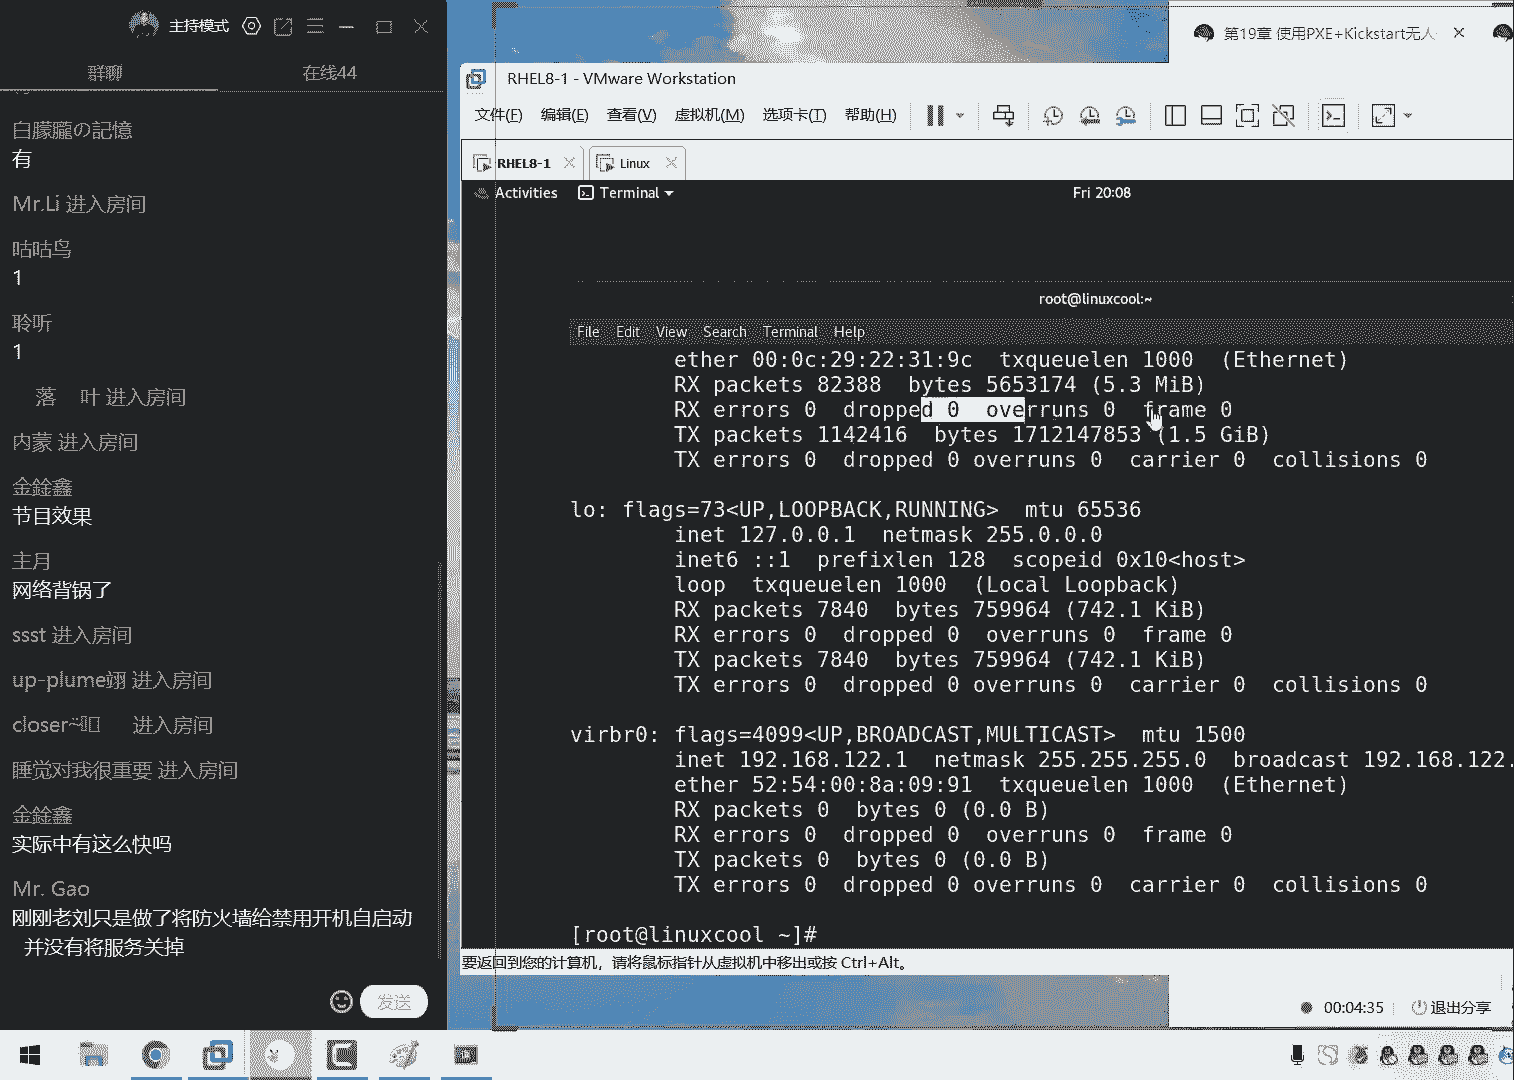 主持模式
群聊
在线44
白朦朧の記憶
有
Mr.Li 进入房间
咕咕鸟
1
聆听
1
落 叶 进入房间
内蒙 进入房间
金銓鑫
节目效果
主月
网络背锅了
ssst 进入房间
up-plume翊 进入房间
closer 进入房间
睡觉对我很重要 进入房间
金銓鑫
实际中有这么快吗
Mr. Gao
刚刚老刘只是做了将防火墙给禁用开机自启动
并没有将服务关掉
发送
第19章 使用PXE+Kickstart无人
RHEL8-1 - VMware Workstation
文件(F) 编辑(E) 查看(V) 虚拟机(M) 选项卡(T) 帮助(H)
RHEL8-1
Linux
Activities
Terminal
Fri 20:08
root@linuxcool:~
File Edit View Search Terminal Help
ether 00:0c:29:22:31:9c txqueuelen 1000 (Ethernet)
RX packets 82388 bytes 5653174 (5.3 MiB)
RX errors 0 dropped 0 overruns 0 frame 0
TX packets 1142416 bytes 1712147853 (1.5 GiB)
TX errors 0 dropped 0 overruns 0 carrier 0 collisions 0
lo: flags=73<UP,LOOPBACK,RUNNING> mtu 65536
inet 127.0.0.1 netmask 255.0.0.0
inet6 ::1 prefixlen 128 scopeid 0x10<host>
loop txqueuelen 1000 (Local Loopback)
RX packets 7840 bytes 759964 (742.1 KiB)
RX errors 0 dropped 0 overruns 0 frame 0
TX packets 7840 bytes 759964 (742.1 KiB)
TX errors 0 dropped 0 overruns 0 carrier 0 collisions 0
virbr0: flags=4099<UP,BROADCAST,MULTICAST> mtu 1500
inet 192.168.122.1 netmask 255.255.255.0 broadcast 192.168.122.
ether 52:54:00:8a:09:91 txqueuelen 1000 (Ethernet)
RX packets 0 bytes 0 (0.0 B)
RX errors 0 dropped 0 overruns 0 frame 0
TX packets 0 bytes 0 (0.0 B)
TX errors 0 dropped 0 overruns 0 carrier 0 collisions 0
[root@linuxcool ~]#
要返回到您的计算机，请将鼠标指针从虚拟机中移出或按 Ctrl+Alt。
00:04:35
退出分享